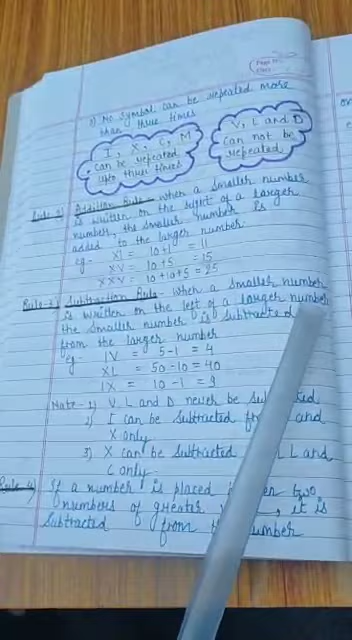 2) No symbol can be repeated more
than three times
I, X, C, M
can be repeated
upto three times
V, L and D
can not be
repeated
Rule-2) Addition Rule - when a smaller number
is written on the right of a larger
number, the smaller number is
added to the larger number.
eg - XI = 10+1 = 11
XV = 10+5 = 15
XXV = 10+10+5 = 25
Subtraction Rule - when a smaller number
is written on the left of a larger number
the smaller number is subtracted
from the larger number
eg - IV = 5-1 = 4
XL = 50-10 = 40
IX = 10-1 = 9
Note - 1) V, L and D never be
2) I can be subtracted and
X only
3) X can be subtracted L and
C only
Rule 4) If a number is placed two
numbers of greater , it is
subtracted from number